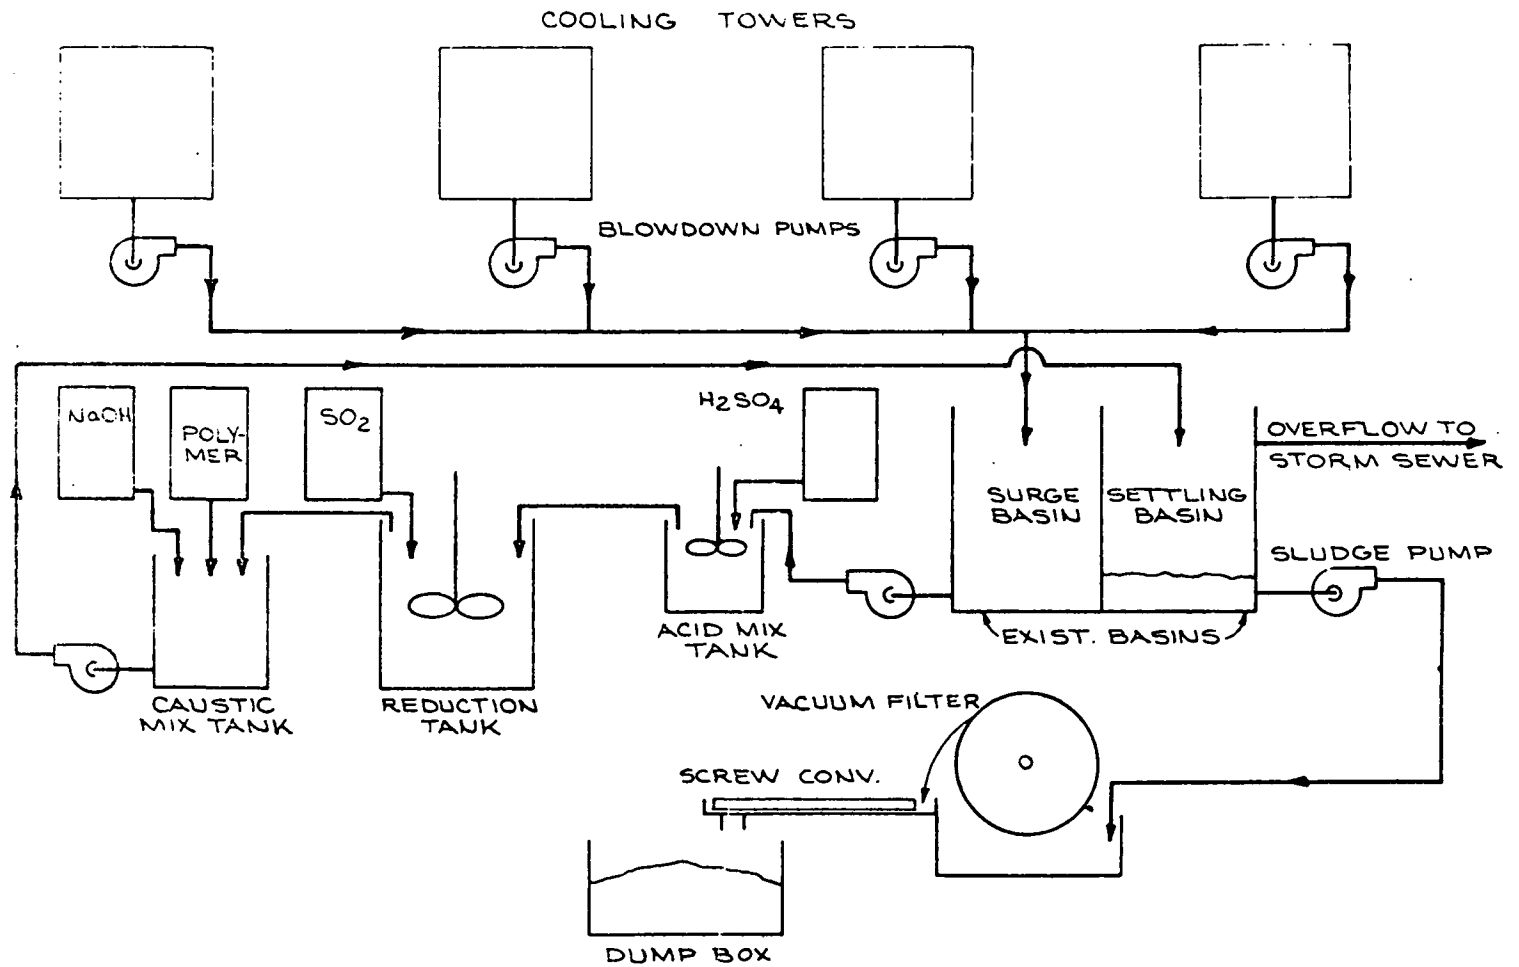 COOLING TOWERS
BLOWDOWN PUMPS
NaOH
POLY-
MER
SO2
H2SO4
OVERFLOW TO
STORM SEWER
SURGE
BASIN
SETTLING
BASIN
SLUDGE PUMP
ACID MIX
TANK
EXIST. BASINS
CAUSTIC
MIX TANK
REDUCTION
TANK
VACUUM FILTER
SCREW CONV.
DUMP BOX